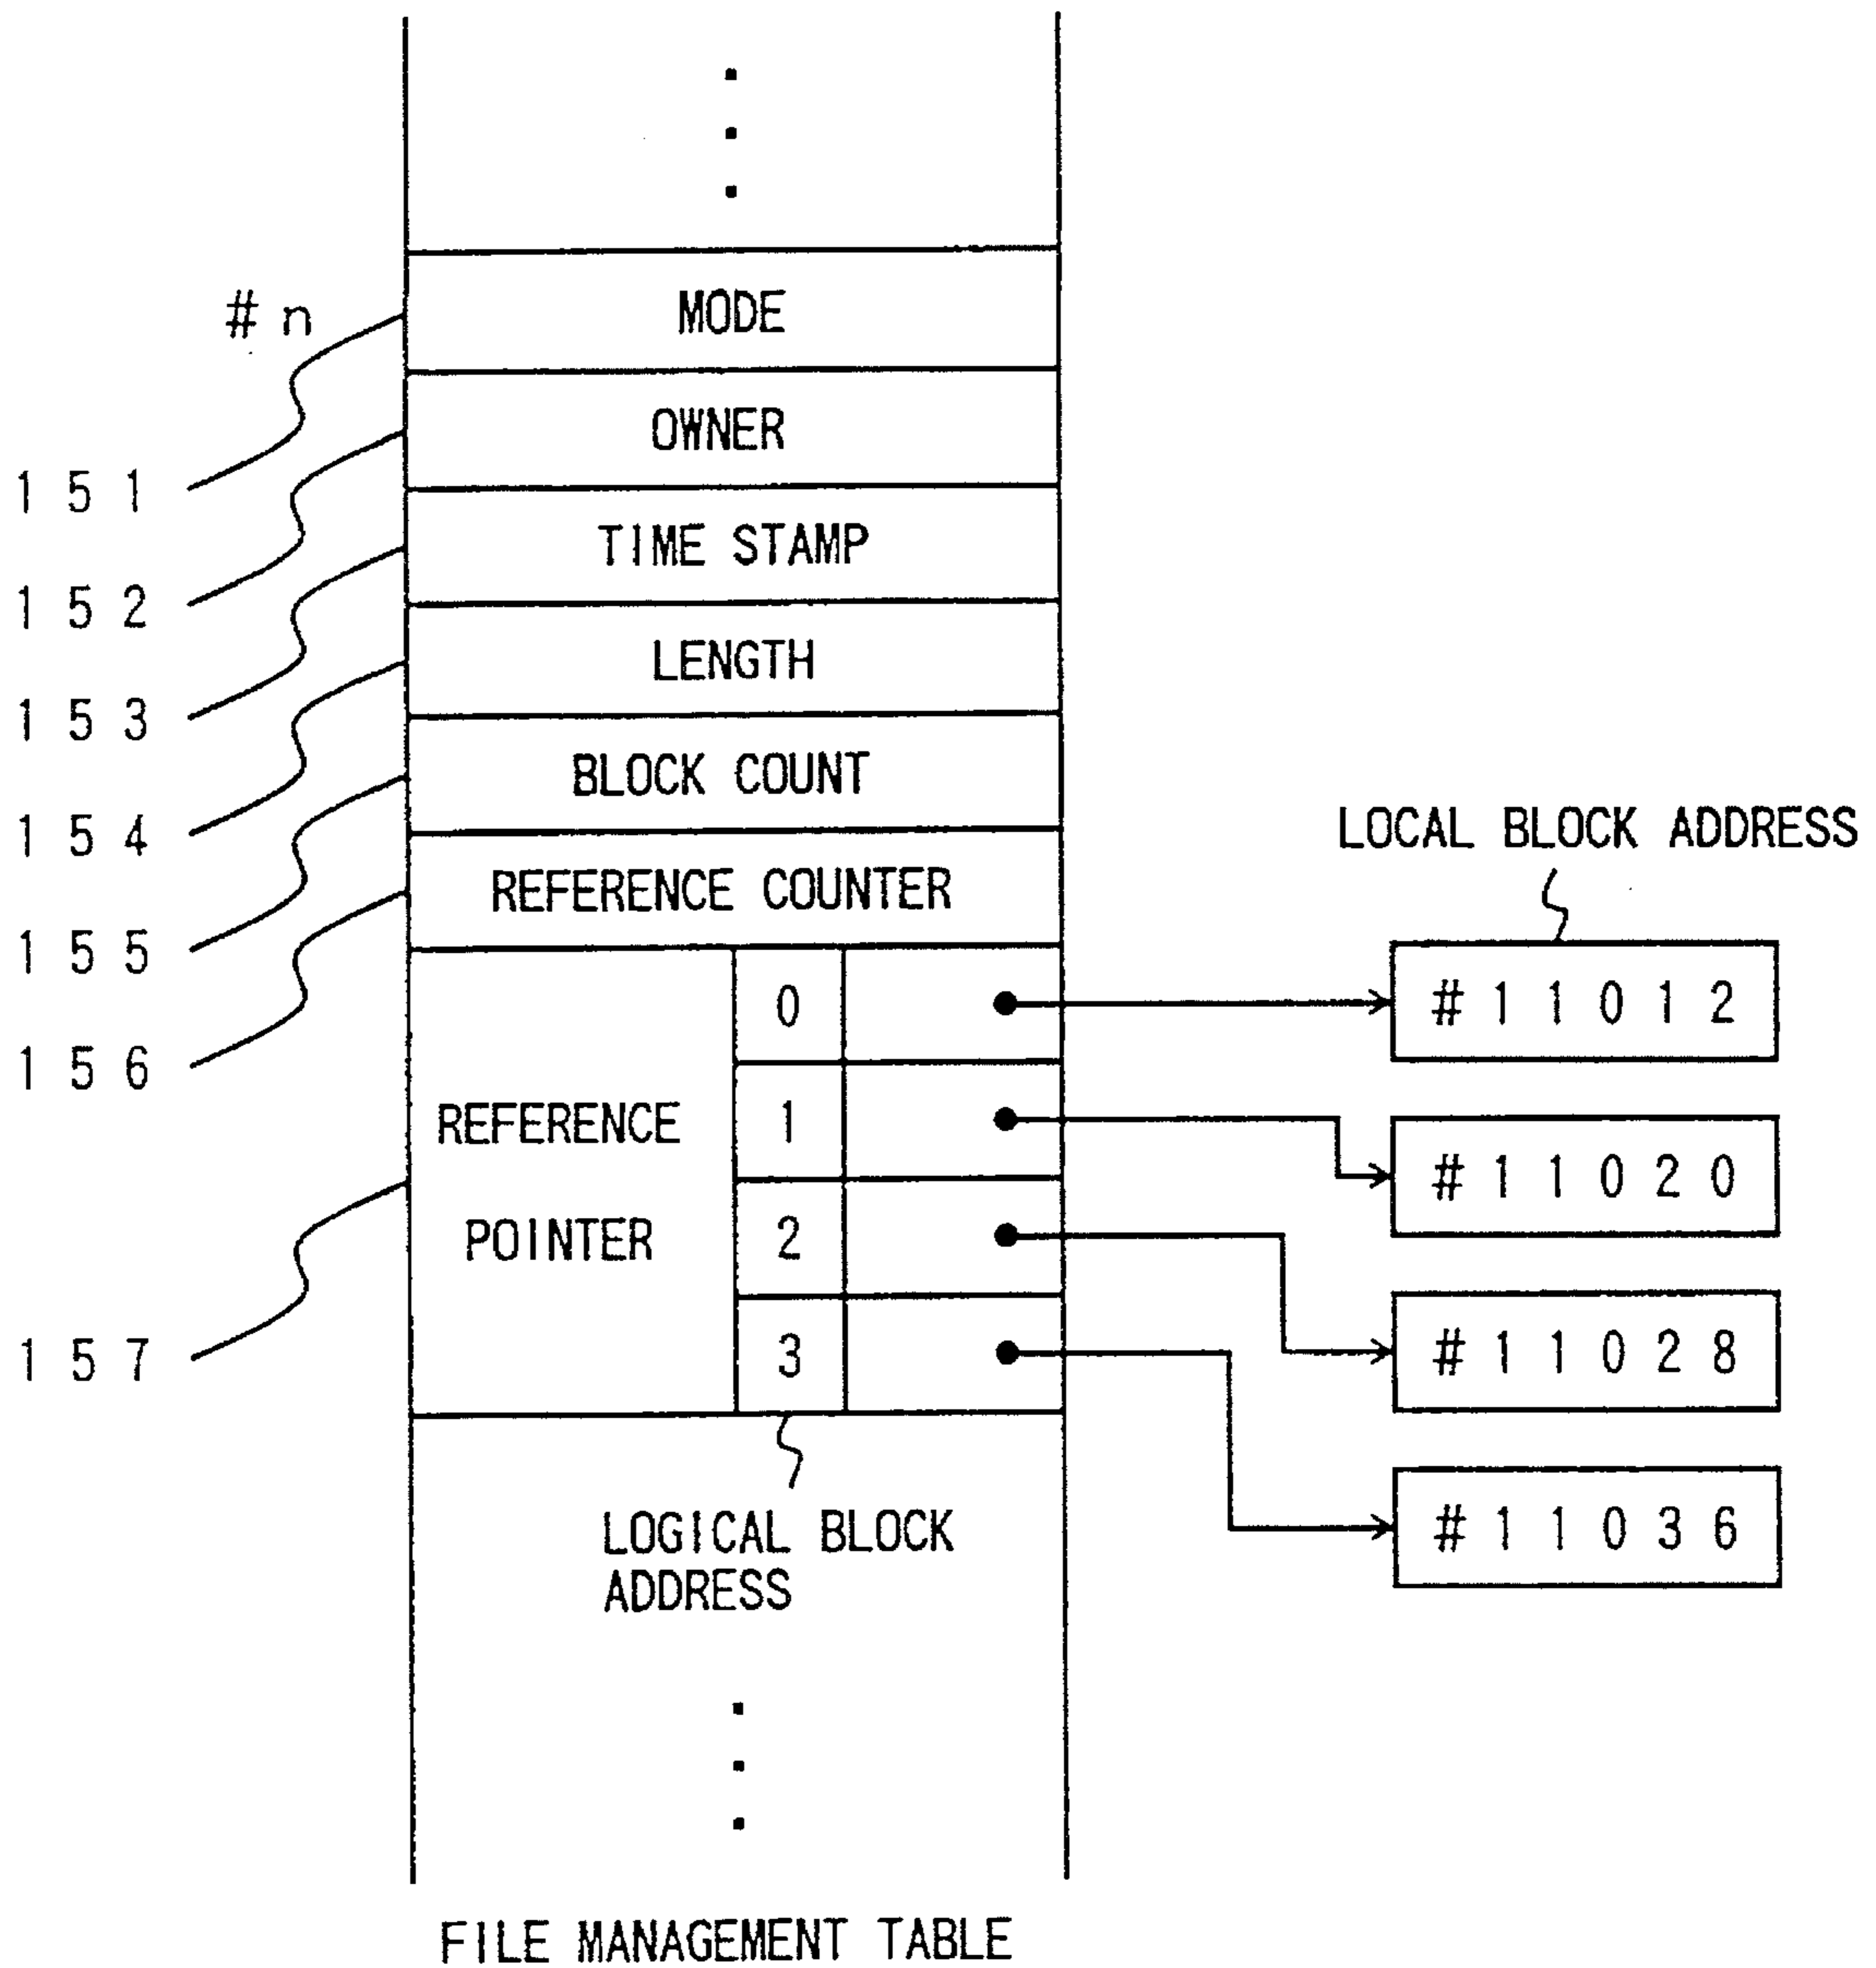 #n
MODE
OWNER
151
TIME STAMP
152
LENGTH
153
BLOCK COUNT
154
REFERENCE COUNTER
155
156
REFERENCE
POINTER
157
0
1
2
3
LOGICAL BLOCK
ADDRESS
LOCAL BLOCK ADDRESS
#11012
#11020
#11028
#11036
FILE MANAGEMENT TABLE